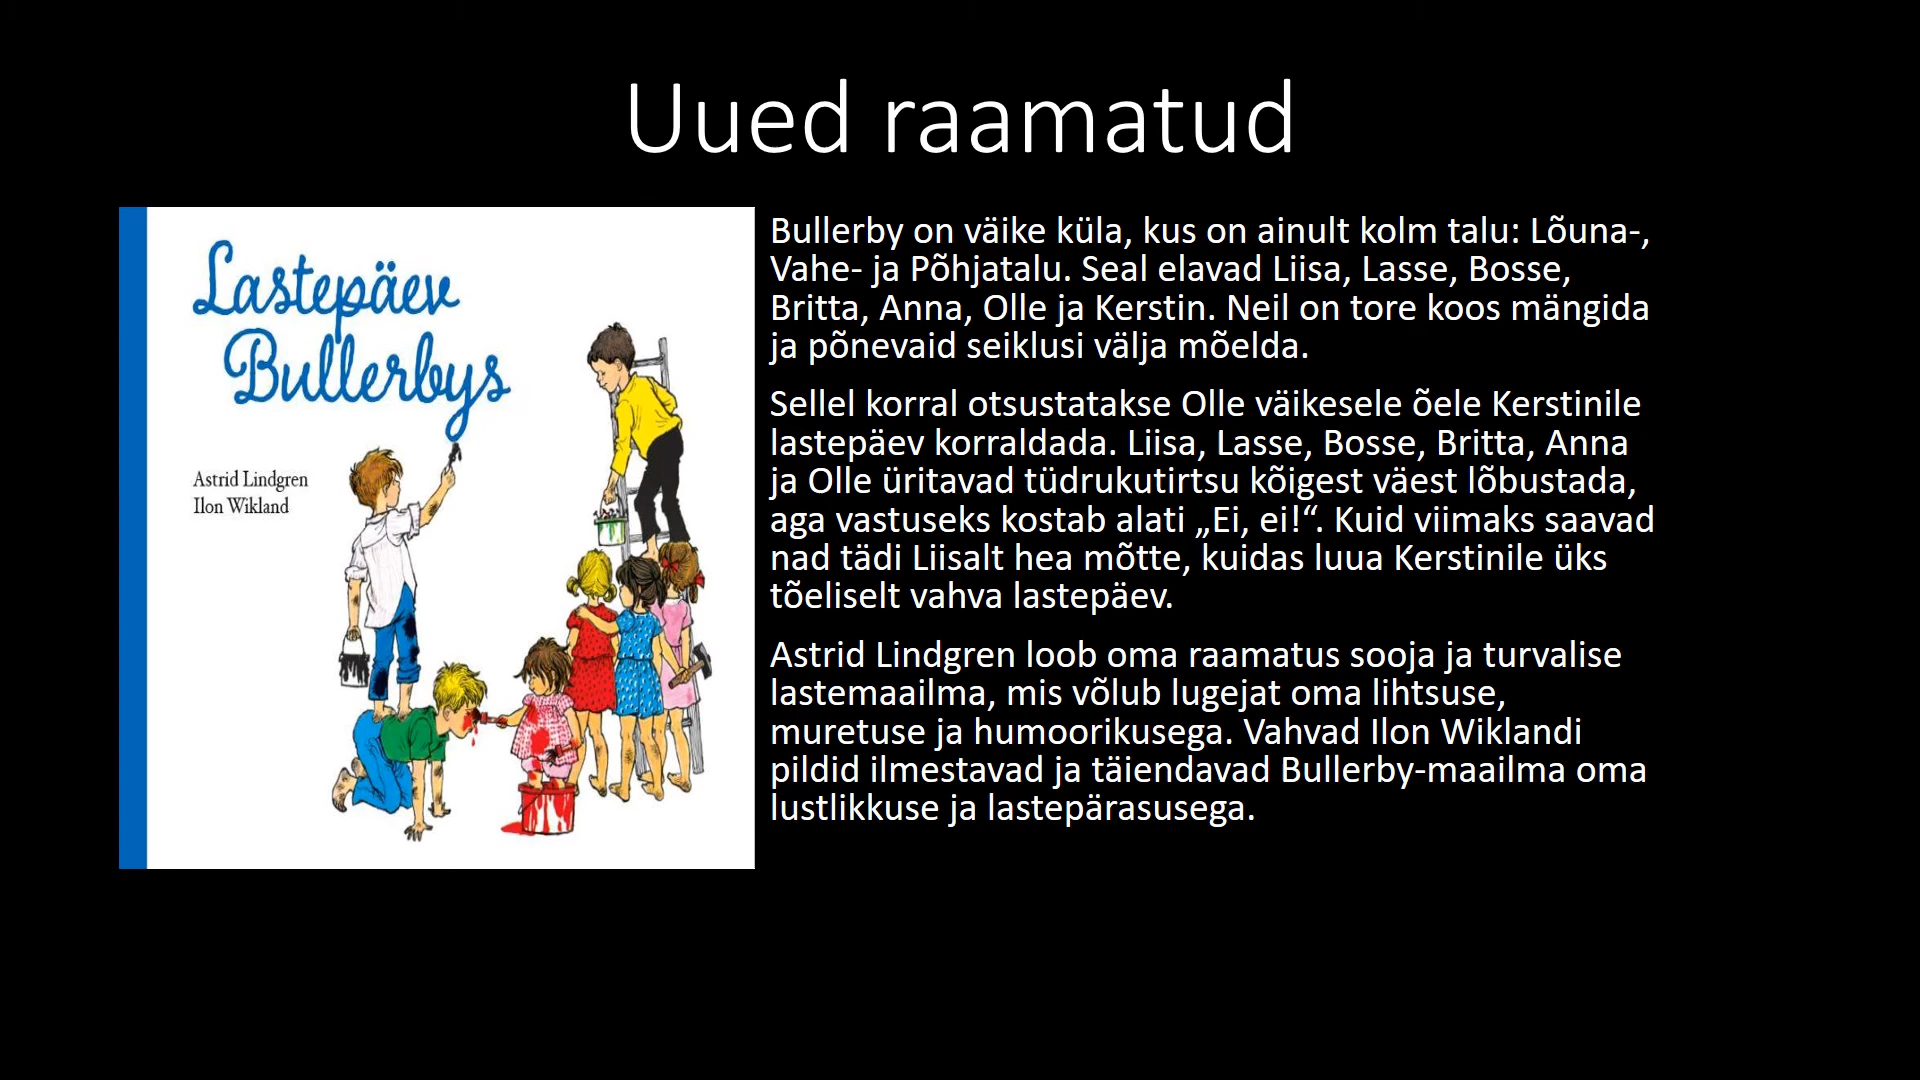 Uued raamatud
Lastepäev
Bullerbys
Astrid Lindgren
Ilon Wikland
Bullerby on väike küla, kus on ainult kolm talu: Lõuna-,
Vahe- ja Põhjatalu. Seal elavad Liisa, Lasse, Bosse,
Britta, Anna, Olle ja Kerstin. Neil on tore koos mängida
ja põnevaid seiklusi välja mõelda.
Sellel korral otsustatakse Olle väikesele õele Kerstinile
lastepäev korraldada. Liisa, Lasse, Bosse, Britta, Anna
ja Olle üritavad tüdrukutirtsu kõigest väest lõbustada,
aga vastuseks kostab alati „Ei, ei!“. Kuid viimaks saavad
nad tädi Liisalt hea mõtte, kuidas luua Kerstinile üks
tõeliselt vahva lastepäev.
Astrid Lindgren loob oma raamatus sooja ja turvalise
lastemaailma, mis võlub lugejat oma lihtsuse,
muretuse ja humoorikusega. Vahvad Ilon Wiklandi
pildid ilmestavad ja täiendavad Bullerby-maailma oma
lustlikkuse ja lastepärasusega.